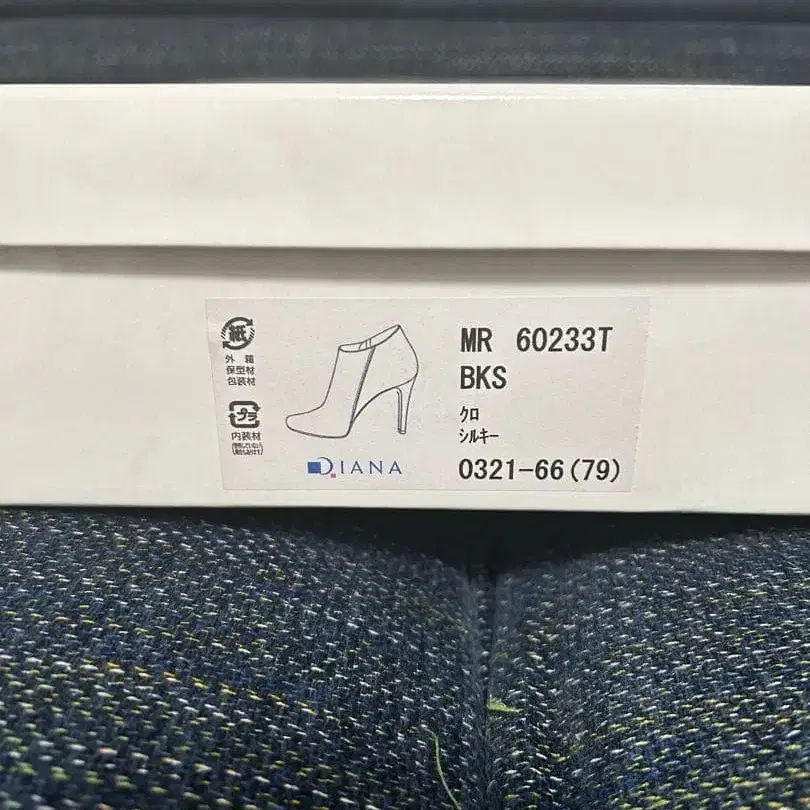 紙
外箱
保型材
包装材
プラ
内装材
DIANA
MR 60233T
BKS
クロ
シルキー
0321-66(79)